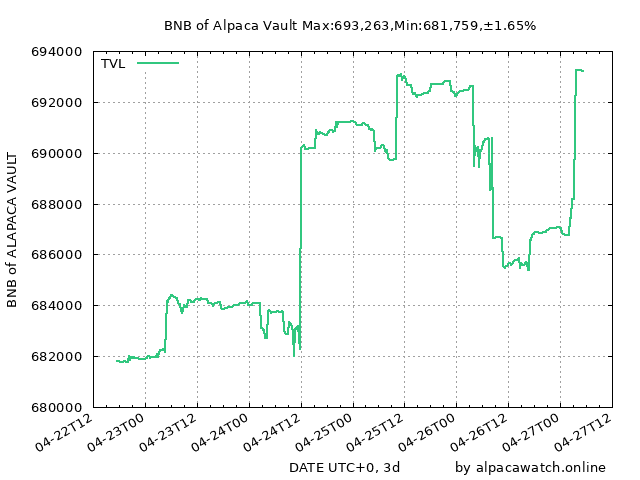 BNB of Alpaca Vault Max:693,263,Min:681,759,±1.65%
BNB of ALAPACA VAULT
TVL
694000
692000
690000
688000
686000
684000
682000
680000
04-22T12
04-23T00
04-23T12
04-24T00
04-24T12
04-25T00
04-25T12
04-26T00
04-26T12
04-27T00
04-27T12
DATE UTC+0, 3d
by alpacawatch.online